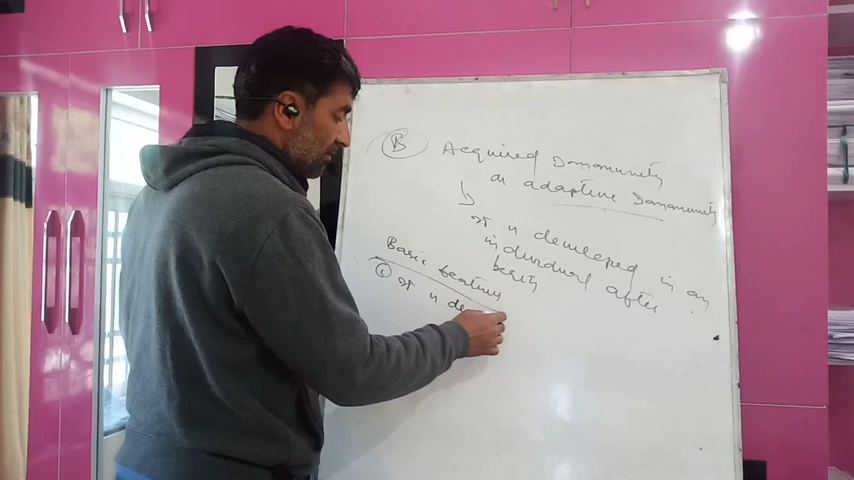 B Acquired Immunity
or adaptive Immunity
It is developed in an
individual after
birth
Basic features
① It is de